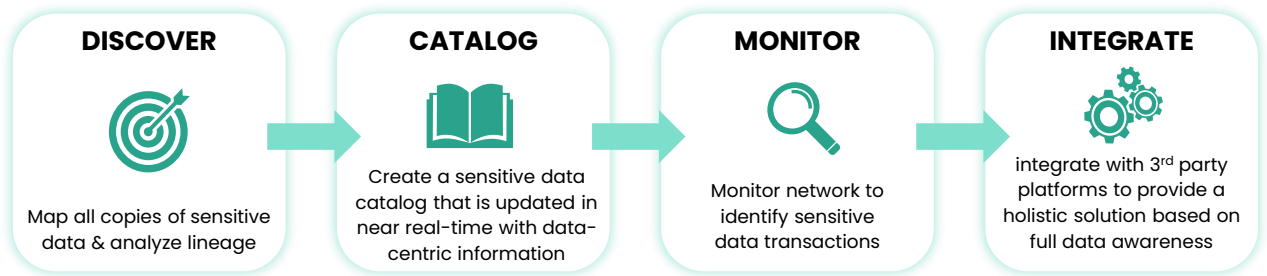 DISCOVER
Map all copies of sensitive
data & analyze lineage
CATALOG
Create a sensitive data
catalog that is updated in
near real-time with data-
centric information
MONITOR
Monitor network to
identify sensitive
data transactions
INTEGRATE
integrate with 3rd party
platforms to provide a
holistic solution based on
full data awareness